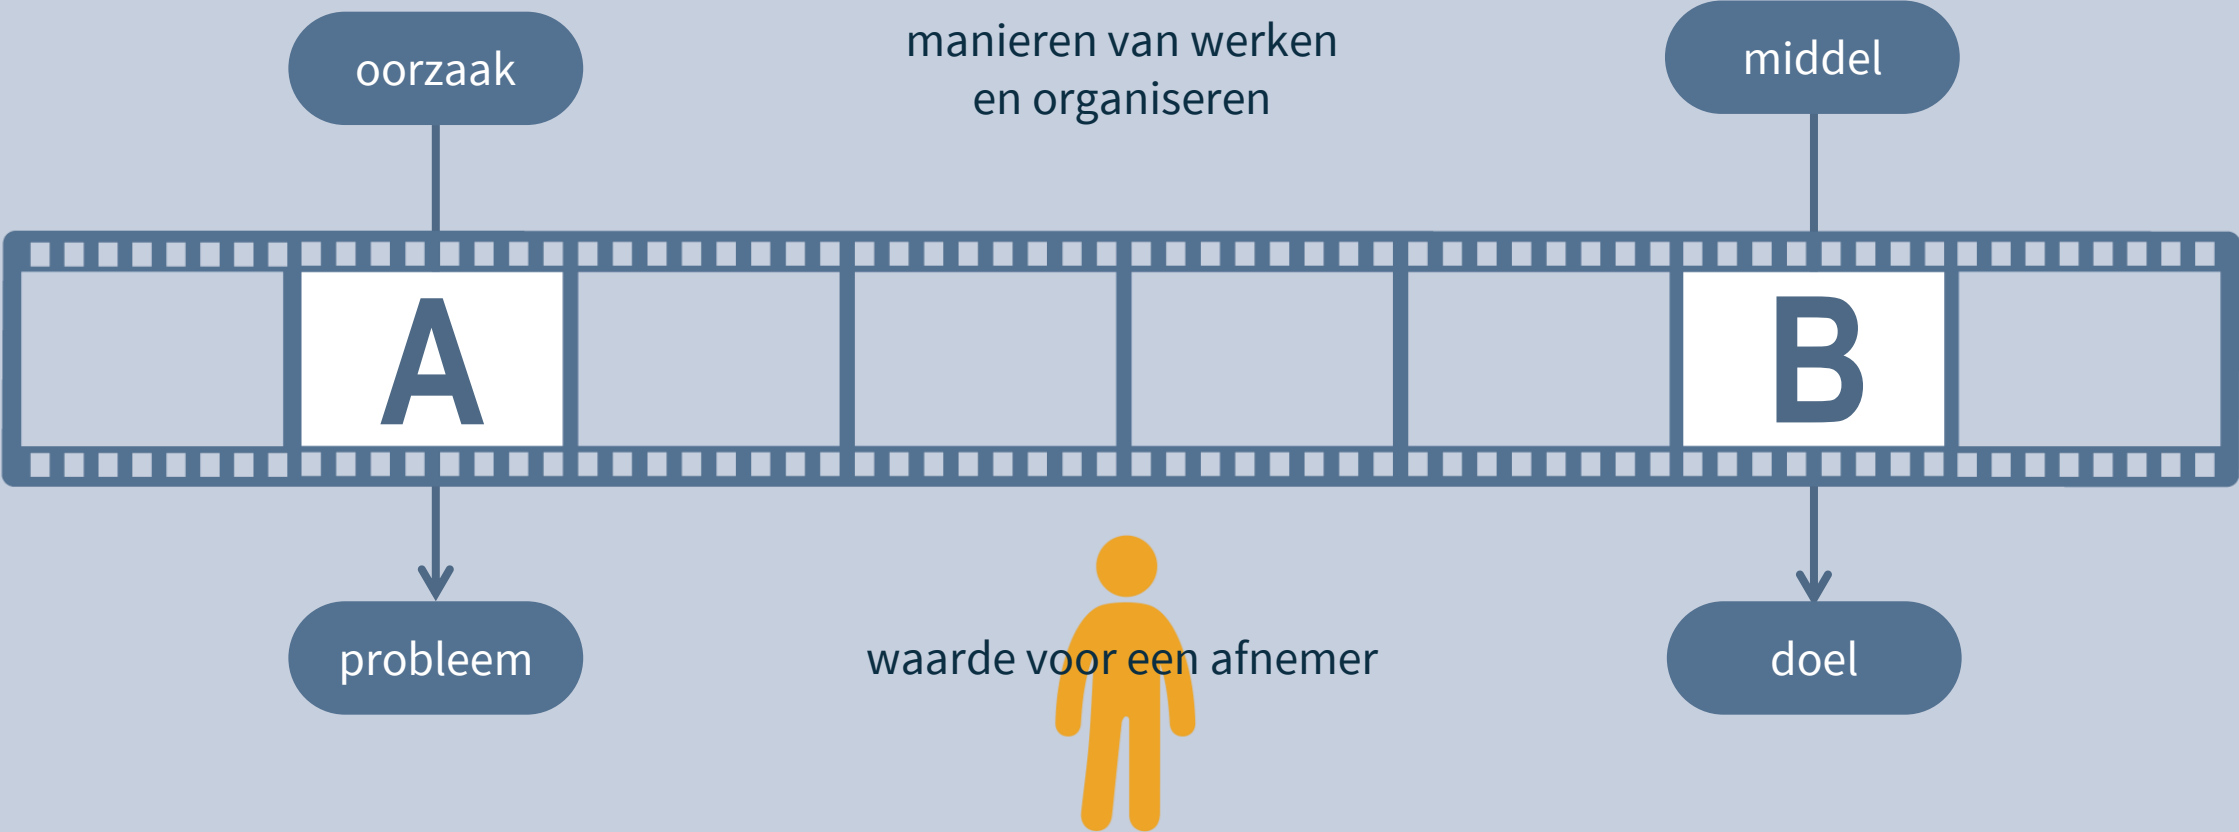 oorzaak
manieren van werken
en organiseren
middel
A
B
probleem
waarde voor een afnemer
doel